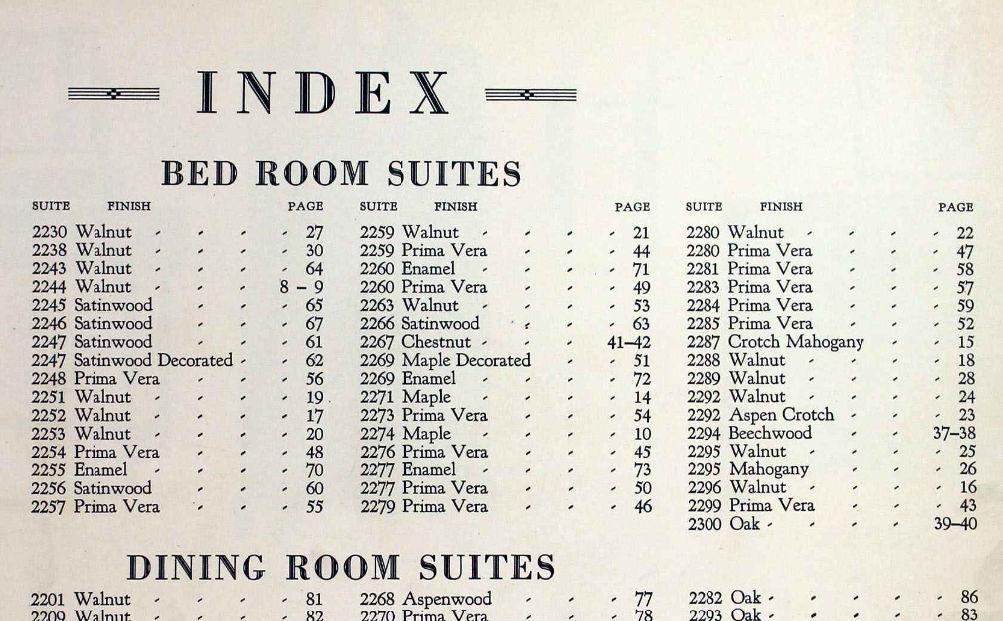 INDEX
BED ROOM SUITES
SUITE FINISH PAGE SUITE FINISH PAGE SUITE FINISH PAGE
2230 Walnut - - - - 27 2259 Walnut - - - - 21 2280 Walnut - - - - 22
2238 Walnut - - - - 30 2259 Prima Vera - - - 44 2280 Prima Vera - - - 47
2243 Walnut - - - - 64 2260 Enamel - - - - 71 2281 Prima Vera - - - 58
2244 Walnut - - - 8 – 9 2260 Prima Vera - - - 49 2283 Prima Vera - - - 57
2245 Satinwood - - - 65 2263 Walnut - - - - 53 2284 Prima Vera - - - 59
2246 Satinwood - - - 67 2266 Satinwood - - - 63 2285 Prima Vera - - - 52
2247 Satinwood - - - 61 2267 Chestnut - - - 41–42 2287 Crotch Mahogany - - 15
2247 Satinwood Decorated - - 62 2269 Maple Decorated - - 51 2288 Walnut - - - - 18
2248 Prima Vera - - - 56 2269 Enamel - - - - 72 2289 Walnut - - - - 28
2251 Walnut - - - - 19 2271 Maple - - - - 14 2292 Walnut - - - - 24
2252 Walnut - - - - 17 2273 Prima Vera - - - 54 2292 Aspen Crotch - - - 23
2253 Walnut - - - - 20 2274 Maple - - - - 10 2294 Beechwood - - 37–38
2254 Prima Vera - - - 48 2276 Prima Vera - - - 45 2295 Walnut - - - - 25
2255 Enamel - - - - 70 2277 Enamel - - - - 73 2295 Mahogany - - - 26
2256 Satinwood - - - 60 2277 Prima Vera - - - 50 2296 Walnut - - - - 16
2257 Prima Vera - - - 55 2279 Prima Vera - - - 46 2299 Prima Vera - - - 43
2300 Oak - - - - 39–40
DINING ROOM SUITES
2201 Walnut - - - - 81 2268 Aspenwood - - - 77 2282 Oak - - - - - 86
2209 Walnut - - - - 82 2270 Prima Vera - - - 78 2293 Oak - - - - - 83